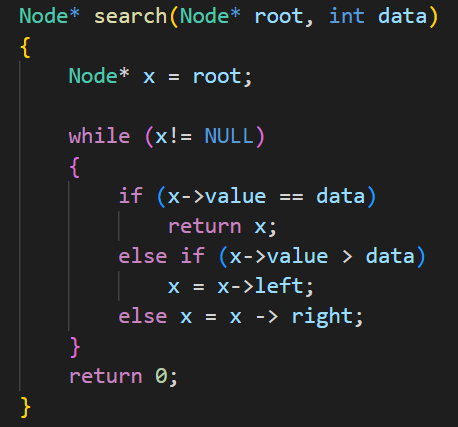 Node* search(Node* root, int data)
{
    Node* x = root;

    while (x!= NULL)
    {
        if (x->value == data)
            return x;
        else if (x->value > data)
            x = x->left;
        else x = x -> right;
    }
    return 0;
}